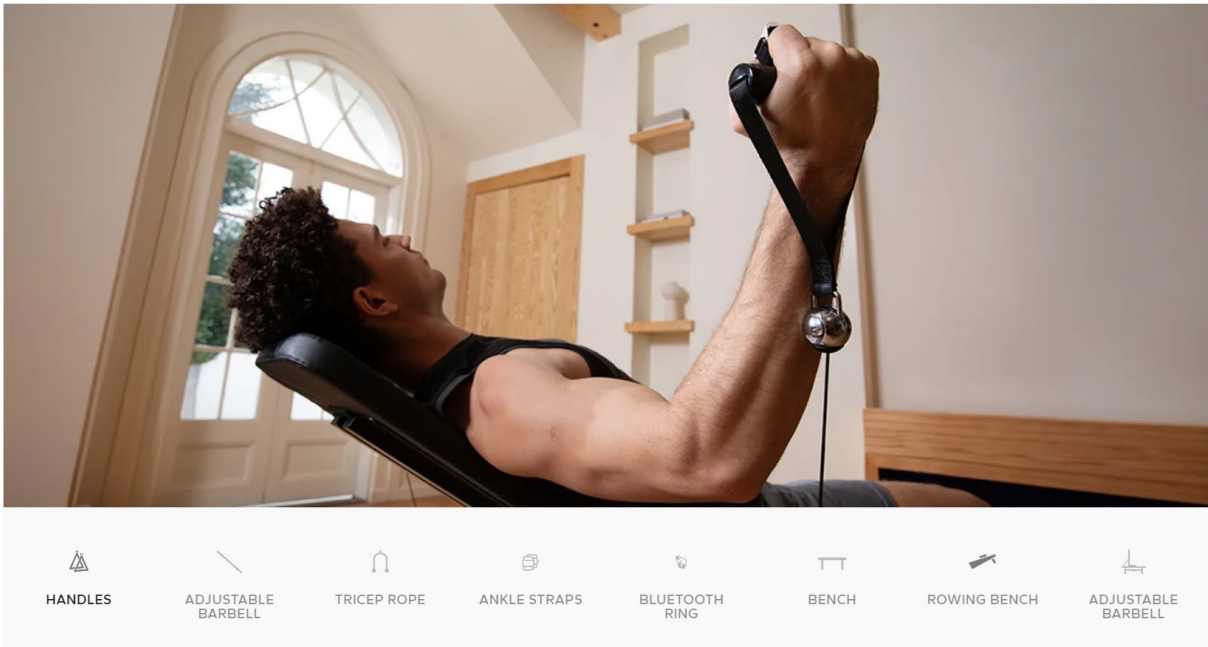 HANDLES
ADJUSTABLE
BARBELL
TRICEP ROPE
ANKLE STRAPS
BLUETOOTH
RING
BENCH
ROWING BENCH
ADJUSTABLE
BARBELL